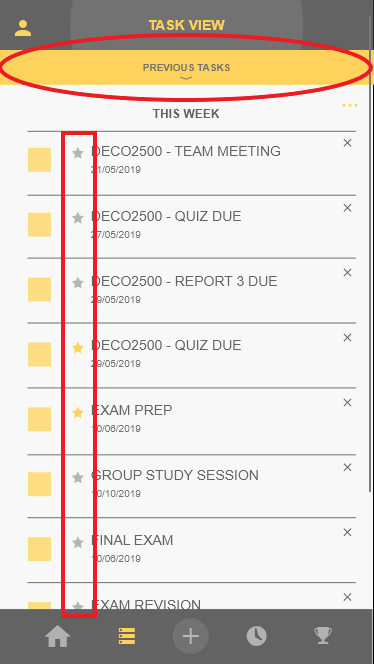 TASK VIEW
PREVIOUS TASKS
THIS WEEK
DECO2500 - TEAM MEETING
21/05/2019
DECO2500 - QUIZ DUE
27/05/2019
DECO2500 - REPORT 3 DUE
29/05/2019
DECO2500 - QUIZ DUE
29/05/2019
EXAM PREP
10/06/2019
GROUP STUDY SESSION
10/10/2019
FINAL EXAM
10/06/2019
EXAM REVISION